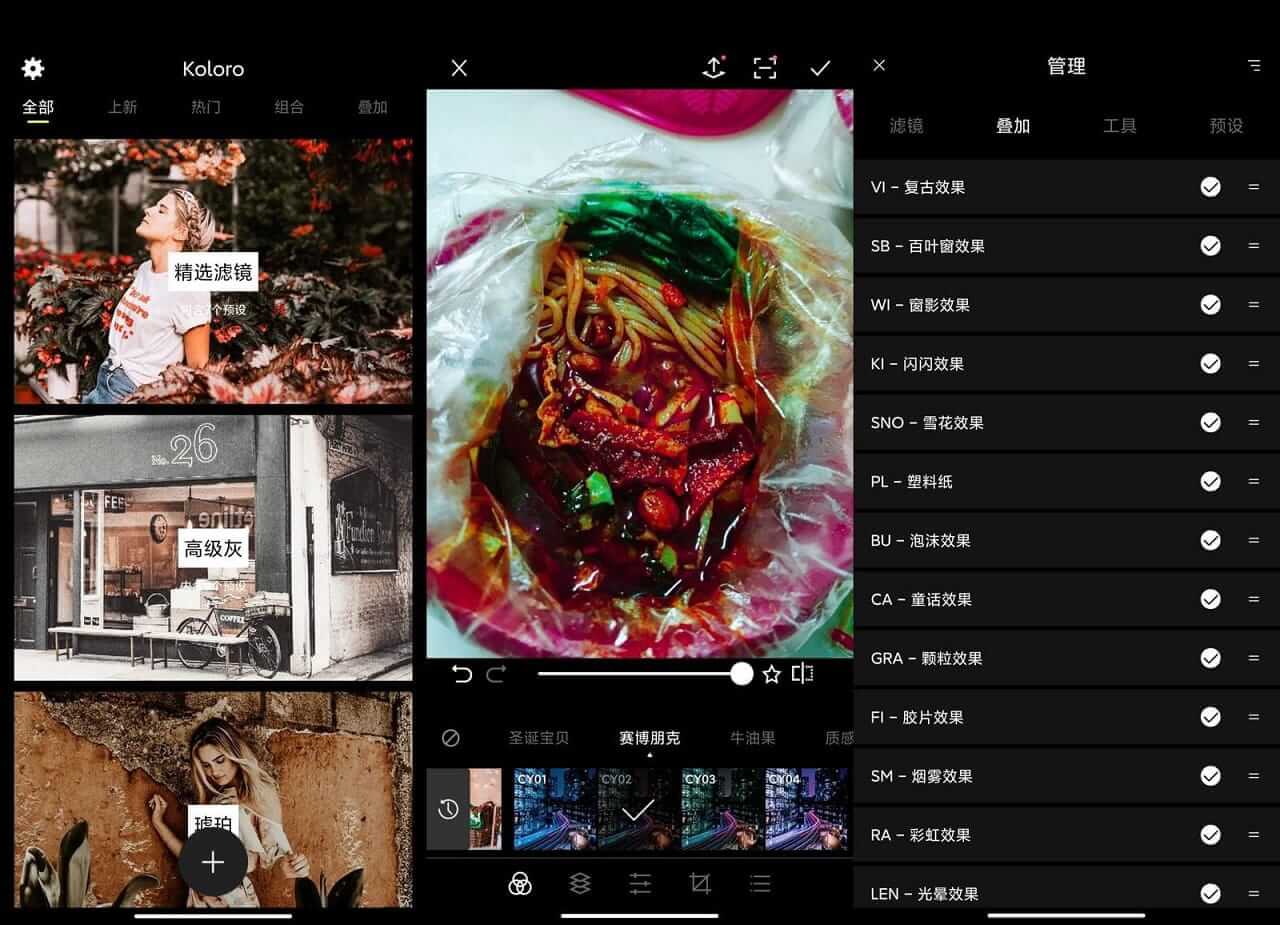 Koloro
全部 上新 热门 组合 叠加
精选滤镜
个预设
No.26
COFFEE
Function Room
高级灰
COFFEE
琥珀
圣诞宝贝 赛博朋克 牛油果 质感
CY01 CY02 CY03 CY04
管理
滤镜 叠加 工具 预设
VI – 复古效果
SB – 百叶窗效果
WI – 窗影效果
KI – 闪闪效果
SNO – 雪花效果
PL – 塑料纸
BU – 泡沫效果
CA – 童话效果
GRA – 颗粒效果
FI – 胶片效果
SM – 烟雾效果
RA – 彩虹效果
LEN – 光晕效果